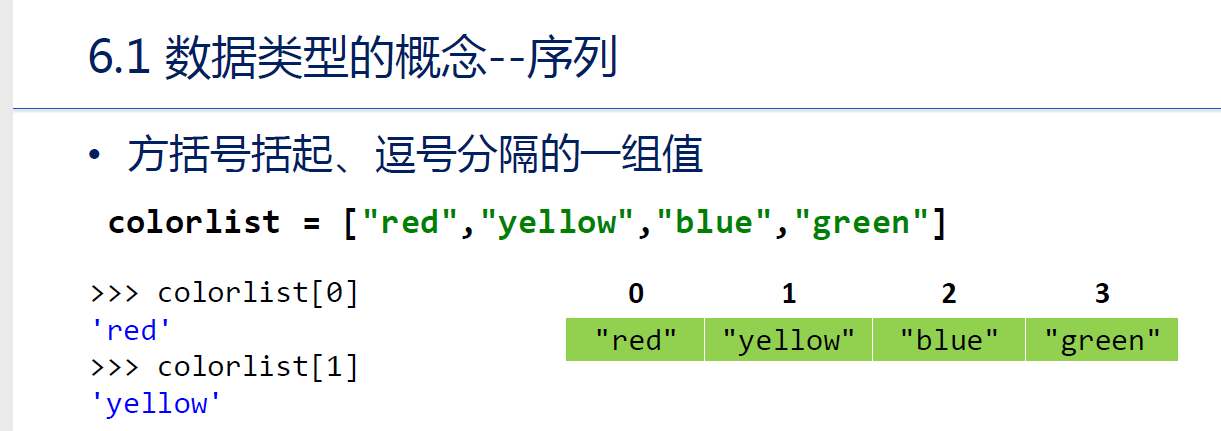 6.1 数据类型的概念--序列
• 方括号括起、逗号分隔的一组值
colorlist = ["red","yellow","blue","green"]
>>> colorlist[0]
'red'
>>> colorlist[1]
'yellow'
0 1 2 3
"red" "yellow" "blue" "green"